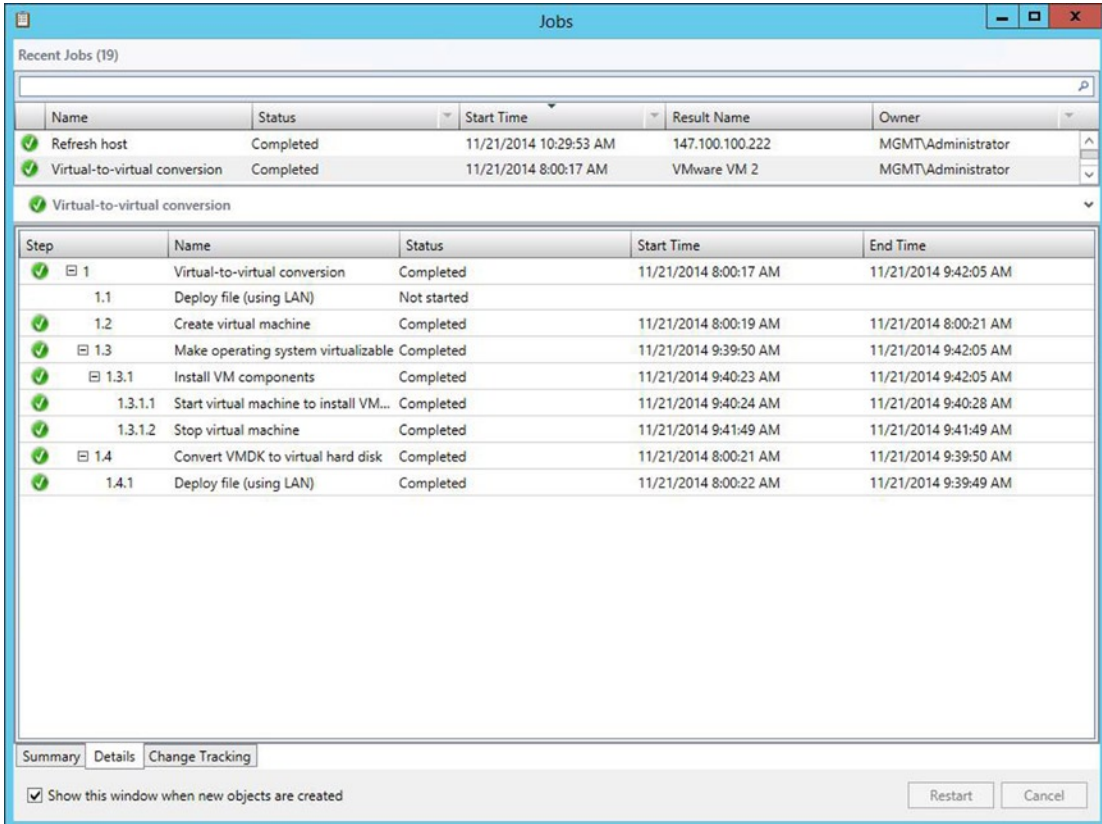 Jobs
Recent Jobs (19)
Name Status Start Time Result Name Owner
Refresh host Completed 11/21/2014 10:29:53 AM 147.100.100.222 MGMT\Administrator
Virtual-to-virtual conversion Completed 11/21/2014 8:00:17 AM VMware VM 2 MGMT\Administrator
Virtual-to-virtual conversion
Step Name Status Start Time End Time
1 Virtual-to-virtual conversion Completed 11/21/2014 8:00:17 AM 11/21/2014 9:42:05 AM
1.1 Deploy file (using LAN) Not started
1.2 Create virtual machine Completed 11/21/2014 8:00:19 AM 11/21/2014 8:00:21 AM
1.3 Make operating system virtualizable Completed 11/21/2014 9:39:50 AM 11/21/2014 9:42:05 AM
1.3.1 Install VM components Completed 11/21/2014 9:40:23 AM 11/21/2014 9:42:05 AM
1.3.1.1 Start virtual machine to install VM... Completed 11/21/2014 9:40:24 AM 11/21/2014 9:40:28 AM
1.3.1.2 Stop virtual machine Completed 11/21/2014 9:41:49 AM 11/21/2014 9:41:49 AM
1.4 Convert VMDK to virtual hard disk Completed 11/21/2014 8:00:21 AM 11/21/2014 9:39:50 AM
1.4.1 Deploy file (using LAN) Completed 11/21/2014 8:00:22 AM 11/21/2014 9:39:49 AM
Summary Details Change Tracking
Show this window when new objects are created Restart Cancel